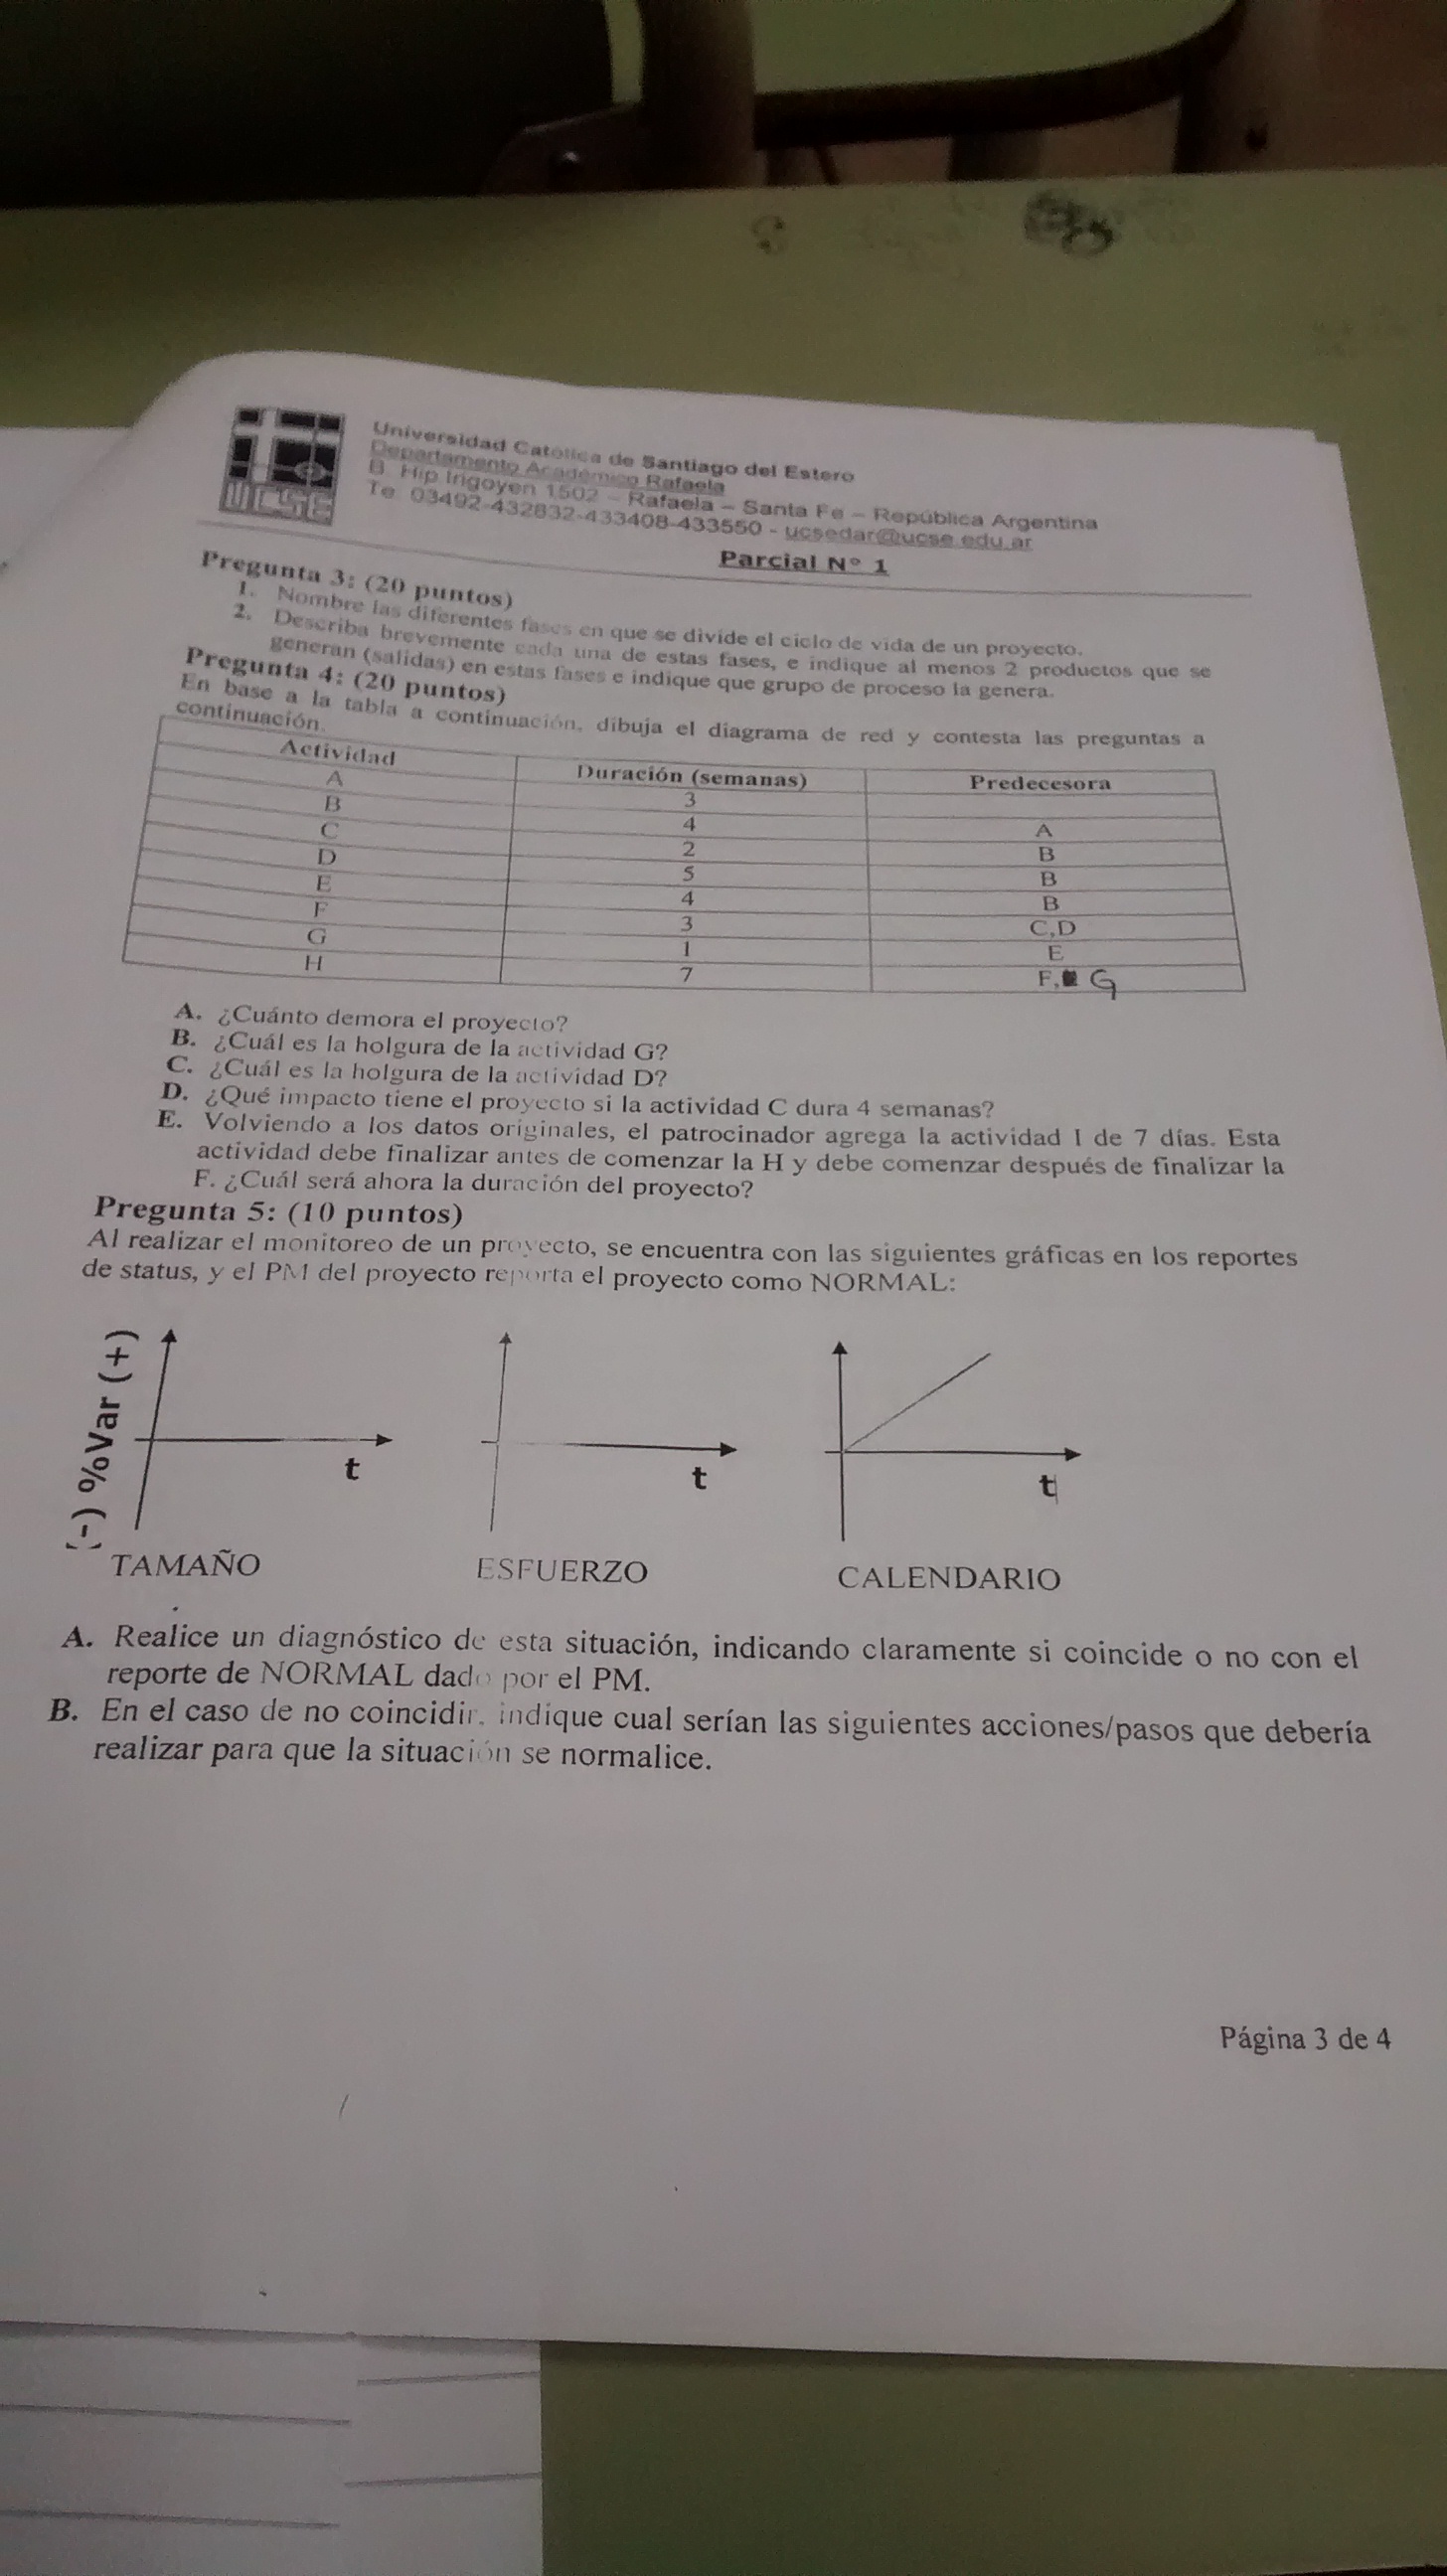 UCSE
Universidad Católica de Santiago del Estero
Departamento Académico Rafaela
B. Hip Irigoyen 1502 – Rafaela – Santa Fe – República Argentina
Te 03492-432832-433408-433550 - ucsedar@ucse.edu.ar
Parcial N° 1
Pregunta 3: (20 puntos)
1. Nombre las diferentes fases en que se divide el ciclo de vida de un proyecto.
2. Describa brevemente cada una de estas fases, e indique al menos 2 productos que se
generan (salidas) en estas fases e indique que grupo de proceso la genera.
Pregunta 4: (20 puntos)
En base a la tabla a continuación, dibuja el diagrama de red y contesta las preguntas a
continuación.
Actividad Duración (semanas) Predecesora
A 3
B 4 A
C 2 B
D 5 B
E 4 B
F 3 C,D
G 1 E
H 7 F, G
A. ¿Cuánto demora el proyecto?
B. ¿Cuál es la holgura de la actividad G?
C. ¿Cuál es la holgura de la actividad D?
D. ¿Qué impacto tiene el proyecto si la actividad C dura 4 semanas?
E. Volviendo a los datos originales, el patrocinador agrega la actividad I de 7 días. Esta
actividad debe finalizar antes de comenzar la H y debe comenzar después de finalizar la
F. ¿Cuál será ahora la duración del proyecto?
Pregunta 5: (10 puntos)
Al realizar el monitoreo de un proyecto, se encuentra con las siguientes gráficas en los reportes
de status, y el PM del proyecto reporta el proyecto como NORMAL:
(-) %Var (+)
t t t
TAMAÑO ESFUERZO CALENDARIO
A. Realice un diagnóstico de esta situación, indicando claramente si coincide o no con el
reporte de NORMAL dado por el PM.
B. En el caso de no coincidir, indique cual serían las siguientes acciones/pasos que debería
realizar para que la situación se normalice.
Página 3 de 4